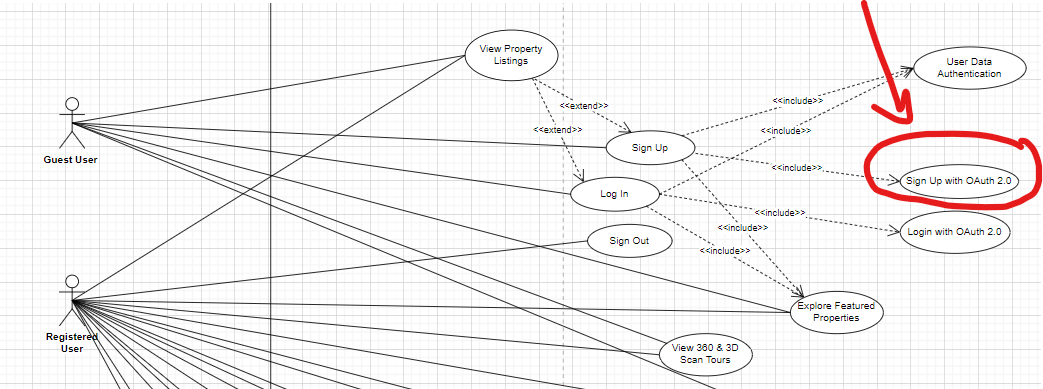 View Property
Listings
User Data
Authentication
<<include>>
<<extend>>
<<extend>>
<<include>>
Guest User
Sign Up
<<include>>
Sign Up with OAuth 2.0
Log In
<<include>>
<<include>>
Login with OAuth 2.0
Sign Out
<<include>>
Explore Featured
Properties
Registered
User
View 360 & 3D
Scan Tours